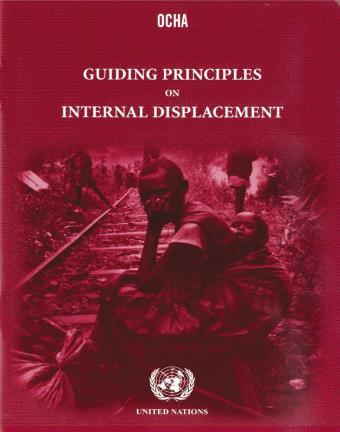 OCHA
GUIDING PRINCIPLES
ON
INTERNAL DISPLACEMENT
UNITED NATIONS